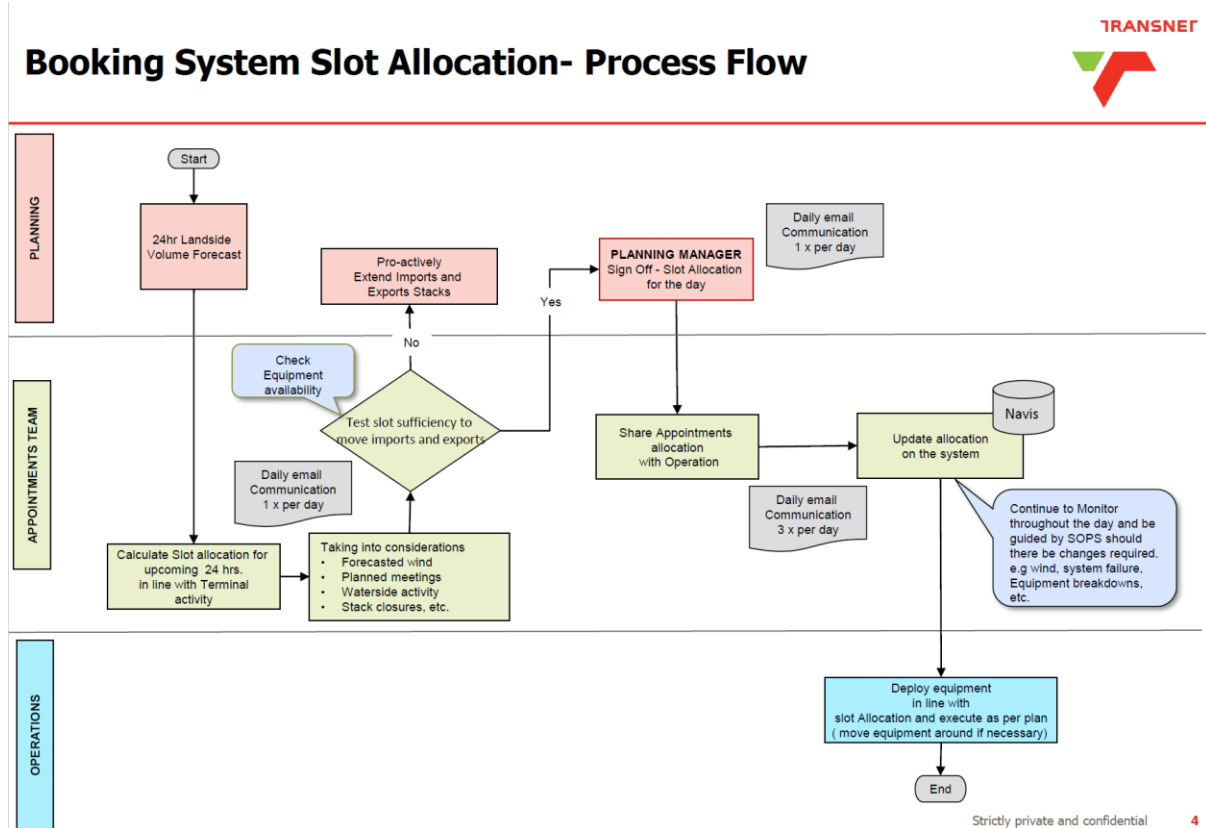 TRANSNET
Booking System Slot Allocation- Process Flow
PLANNING
Start
24hr Landside
Volume Forecast
Pro-actively
Extend Imports and
Exports Stacks
Yes
PLANNING MANAGER
Sign Off - Slot Allocation
for the day
Daily email
Communication
1 x per day
No
APPOINTMENTS TEAM
Check
Equipment
availability
Test slot sufficiency to
move imports and exports
Daily email
Communication
1 x per day
Calculate Slot allocation for
upcoming 24 hrs.
in line with Terminal
activity
Taking into considerations
• Forecasted wind
• Planned meetings
• Waterside activity
• Stack closures, etc.
Share Appointments
allocation
with Operation
Daily email
Communication
3 x per day
Update allocation
on the system
Navis
Continue to Monitor
throughout the day and be
guided by SOPS should
there be changes required.
e.g wind, system failure,
Equipment breakdowns,
etc.
OPERATIONS
Deploy equipment
in line with
slot Allocation and execute as per plan
( move equipment around if necessary)
End
Strictly private and confidential 4